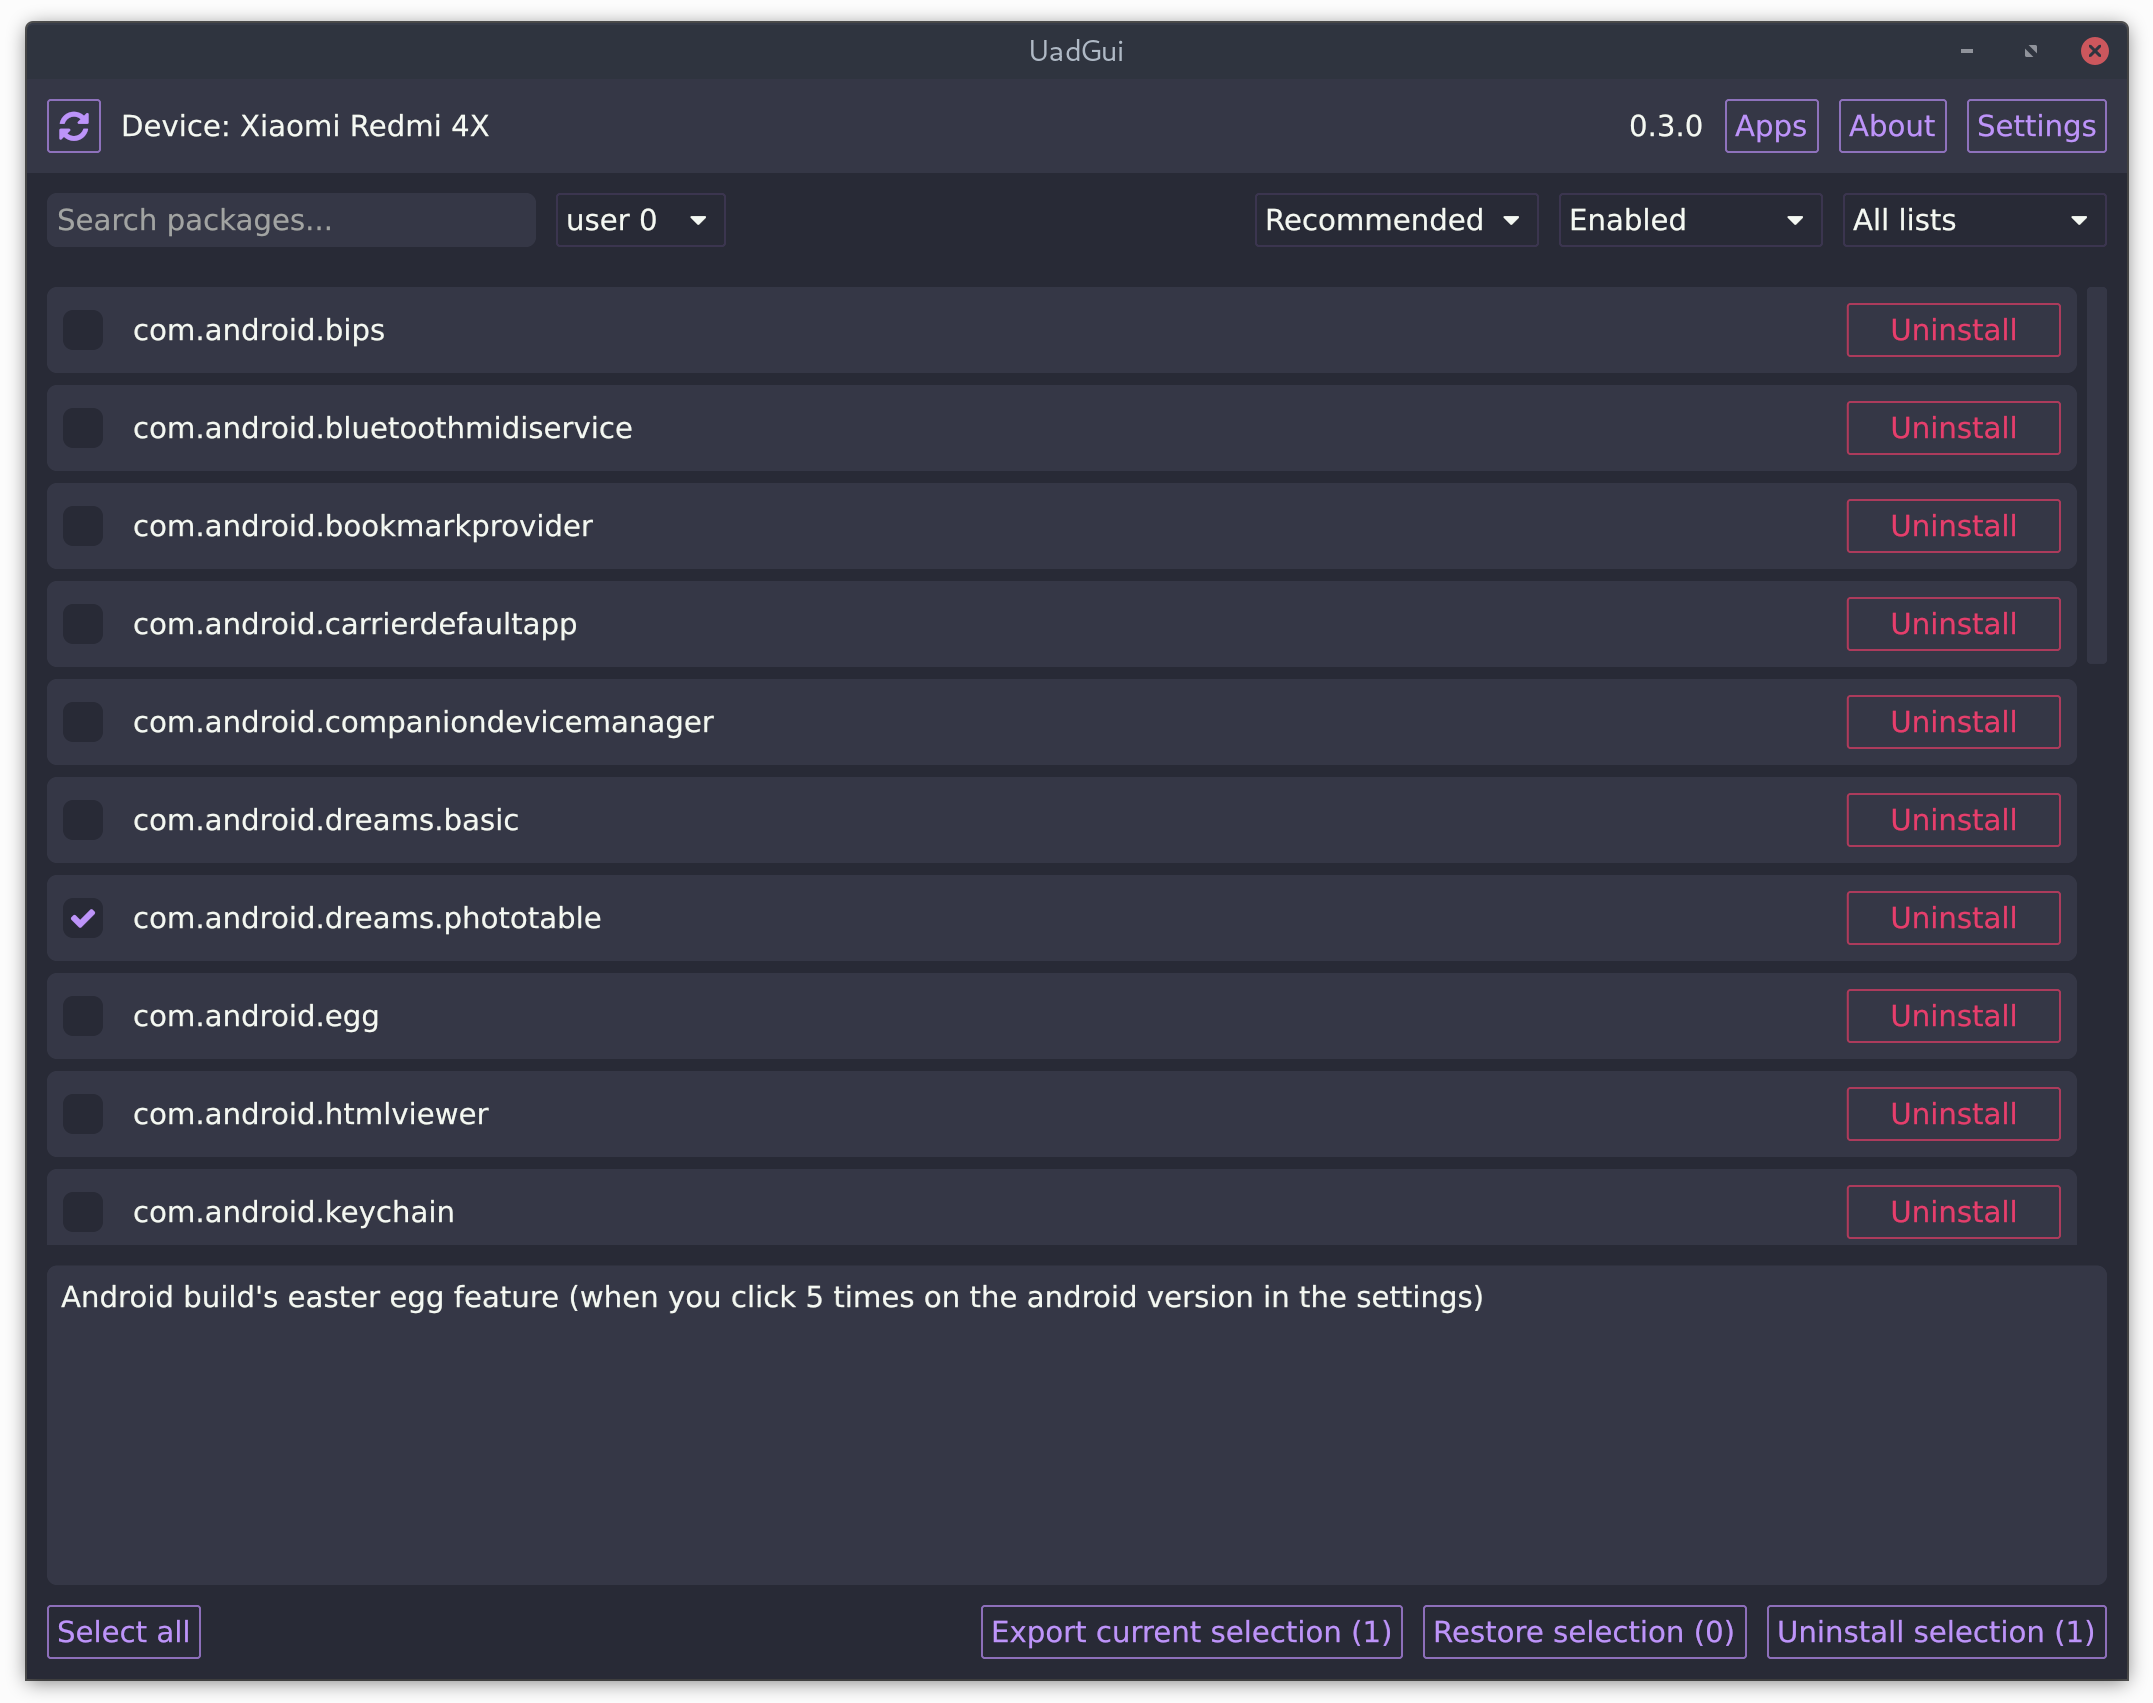 UadGui
Device: Xiaomi Redmi 4X 0.3.0 Apps About Settings
Search packages... user 0 Recommended Enabled All lists
com.android.bips Uninstall
com.android.bluetoothmidiservice Uninstall
com.android.bookmarkprovider Uninstall
com.android.carrierdefaultapp Uninstall
com.android.companiondevicemanager Uninstall
com.android.dreams.basic Uninstall
com.android.dreams.phototable Uninstall
com.android.egg Uninstall
com.android.htmlviewer Uninstall
com.android.keychain Uninstall
Android build's easter egg feature (when you click 5 times on the android version in the settings)
Select all Export current selection (1) Restore selection (0) Uninstall selection (1)